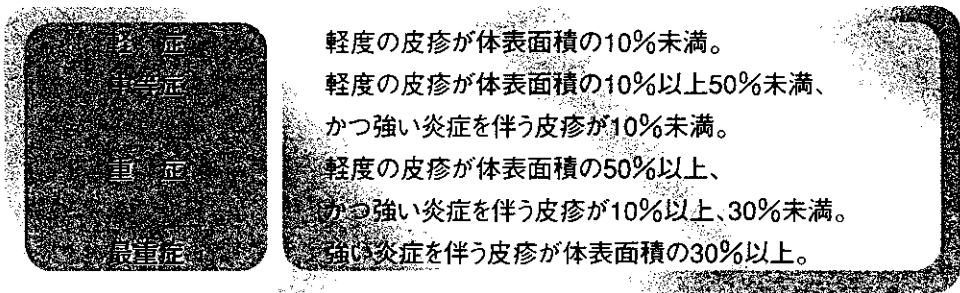 軽 症 軽度の皮疹が体表面積の10%未満。
中等症 軽度の皮疹が体表面積の10%以上50%未満、
かつ強い炎症を伴う皮疹が10%未満。
重 症 軽度の皮疹が体表面積の50%以上、
かつ強い炎症を伴う皮疹が10%以上、30%未満。
最重症 強い炎症を伴う皮疹が体表面積の30%以上。